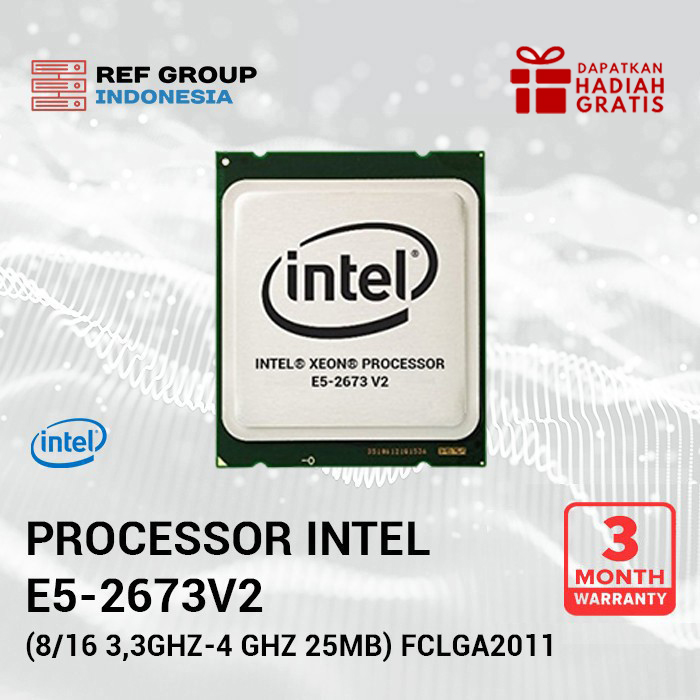 REF GROUP
INDONESIA
DAPATKAN
HADIAH
GRATIS
intel®
INTEL® XEON® PROCESSOR
E5-2673 V2
intel
PROCESSOR INTEL
E5-2673V2
(8/16 3,3GHZ-4 GHZ 25MB) FCLGA2011
3
MONTH
WARRANTY